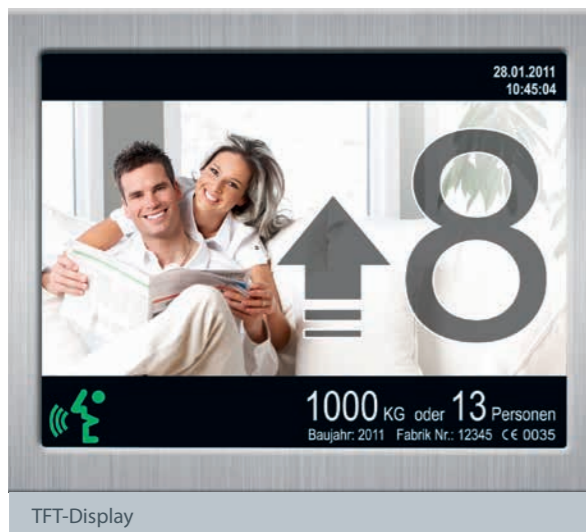 28.01.2011
10:45:04
8
1000 KG oder 13 Personen
Baujahr: 2011 Fabrik Nr.: 12345 CE 0035
TFT-Display